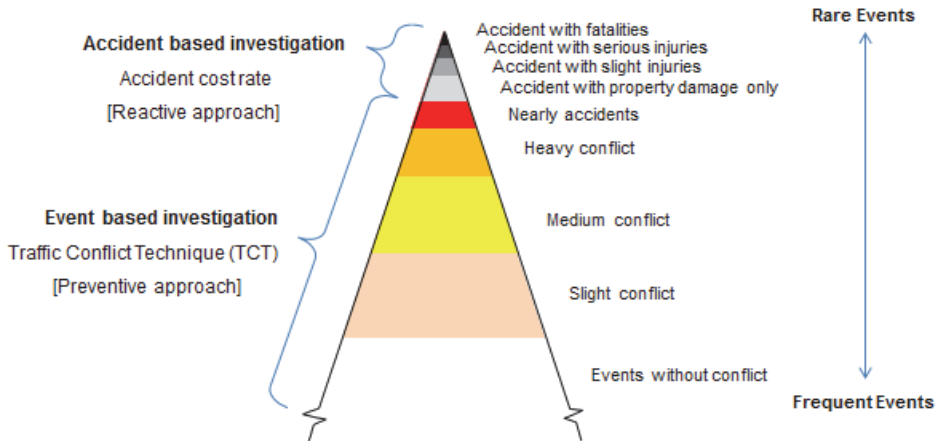 Accident based investigation
Accident cost rate
[Reactive approach]
Event based investigation
Traffic Conflict Technique (TCT)
[Preventive approach]
Accident with fatalities
Accident with serious injuries
Accident with slight injuries
Accident with property damage only
Nearly accidents
Heavy conflict
Medium conflict
Slight conflict
Events without conflict
Rare Events
Frequent Events